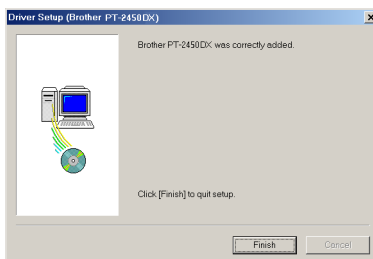 Driver Setup (Brother PT-2450DX)
Brother PT-2450DX was correctly added.
Click [Finish] to quit setup.
Finish
Cancel